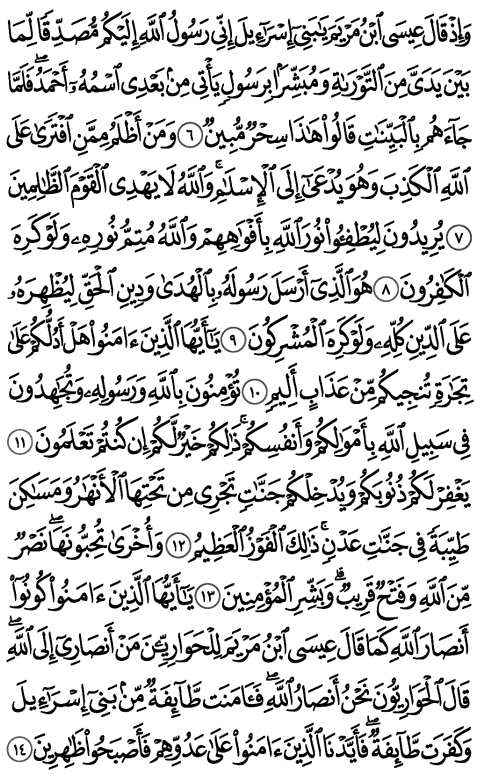 وَإِذْ قَالَ عِيسَى ٱبْنُ مَرْيَمَ يَٰبَنِىٓ إِسْرَٰٓءِيلَ إِنِّى رَسُولُ ٱللَّهِ إِلَيْكُم مُّصَدِّقًا لِّمَا
بَيْنَ يَدَىَّ مِنَ ٱلتَّوْرَىٰةِ وَمُبَشِّرًۢا بِرَسُولٍ يَأْتِى مِنۢ بَعْدِى ٱسْمُهُۥٓ أَحْمَدُ ۖ فَلَمَّا
جَآءَهُم بِٱلْبَيِّنَٰتِ قَالُوا۟ هَٰذَا سِحْرٌ مُّبِينٌ ٦ وَمَنْ أَظْلَمُ مِمَّنِ ٱفْتَرَىٰ عَلَى
ٱللَّهِ ٱلْكَذِبَ وَهُوَ يُدْعَىٰٓ إِلَى ٱلْإِسْلَٰمِ ۚ وَٱللَّهُ لَا يَهْدِى ٱلْقَوْمَ ٱلظَّٰلِمِينَ
٧ يُرِيدُونَ لِيُطْفِـُٔوا۟ نُورَ ٱللَّهِ بِأَفْوَٰهِهِمْ وَٱللَّهُ مُتِمُّ نُورِهِۦ وَلَوْ كَرِهَ
ٱلْكَٰفِرُونَ ٨ هُوَ ٱلَّذِىٓ أَرْسَلَ رَسُولَهُۥ بِٱلْهُدَىٰ وَدِينِ ٱلْحَقِّ لِيُظْهِرَهُۥ
عَلَى ٱلدِّينِ كُلِّهِۦ وَلَوْ كَرِهَ ٱلْمُشْرِكُونَ ٩ يَٰٓأَيُّهَا ٱلَّذِينَ ءَامَنُوا۟ هَلْ أَدُلُّكُمْ عَلَىٰ
تِجَٰرَةٍ تُنجِيكُم مِّنْ عَذَابٍ أَلِيمٍ ١٠ تُؤْمِنُونَ بِٱللَّهِ وَرَسُولِهِۦ وَتُجَٰهِدُونَ
فِى سَبِيلِ ٱللَّهِ بِأَمْوَٰلِكُمْ وَأَنفُسِكُمْ ۚ ذَٰلِكُمْ خَيْرٌ لَّكُمْ إِن كُنتُمْ تَعْلَمُونَ ١١
يَغْفِرْ لَكُمْ ذُنُوبَكُمْ وَيُدْخِلْكُمْ جَنَّٰتٍ تَجْرِى مِن تَحْتِهَا ٱلْأَنْهَٰرُ وَمَسَٰكِنَ
طَيِّبَةً فِى جَنَّٰتِ عَدْنٍ ۚ ذَٰلِكَ ٱلْفَوْزُ ٱلْعَظِيمُ ١٢ وَأُخْرَىٰ تُحِبُّونَهَا ۖ نَصْرٌ
مِّنَ ٱللَّهِ وَفَتْحٌ قَرِيبٌ ۗ وَبَشِّرِ ٱلْمُؤْمِنِينَ ١٣ يَٰٓأَيُّهَا ٱلَّذِينَ ءَامَنُوا۟ كُونُوٓا۟
أَنصَارَ ٱللَّهِ كَمَا قَالَ عِيسَى ٱبْنُ مَرْيَمَ لِلْحَوَارِيِّـۧنَ مَنْ أَنصَارِىٓ إِلَى ٱللَّهِ ۖ
قَالَ ٱلْحَوَارِيُّونَ نَحْنُ أَنصَارُ ٱللَّهِ ۖ فَـَٔامَنَت طَّآئِفَةٌ مِّنۢ بَنِىٓ إِسْرَٰٓءِيلَ
وَكَفَرَت طَّآئِفَةٌ ۖ فَأَيَّدْنَا ٱلَّذِينَ ءَامَنُوا۟ عَلَىٰ عَدُوِّهِمْ فَأَصْبَحُوا۟ ظَٰهِرِينَ ١٤